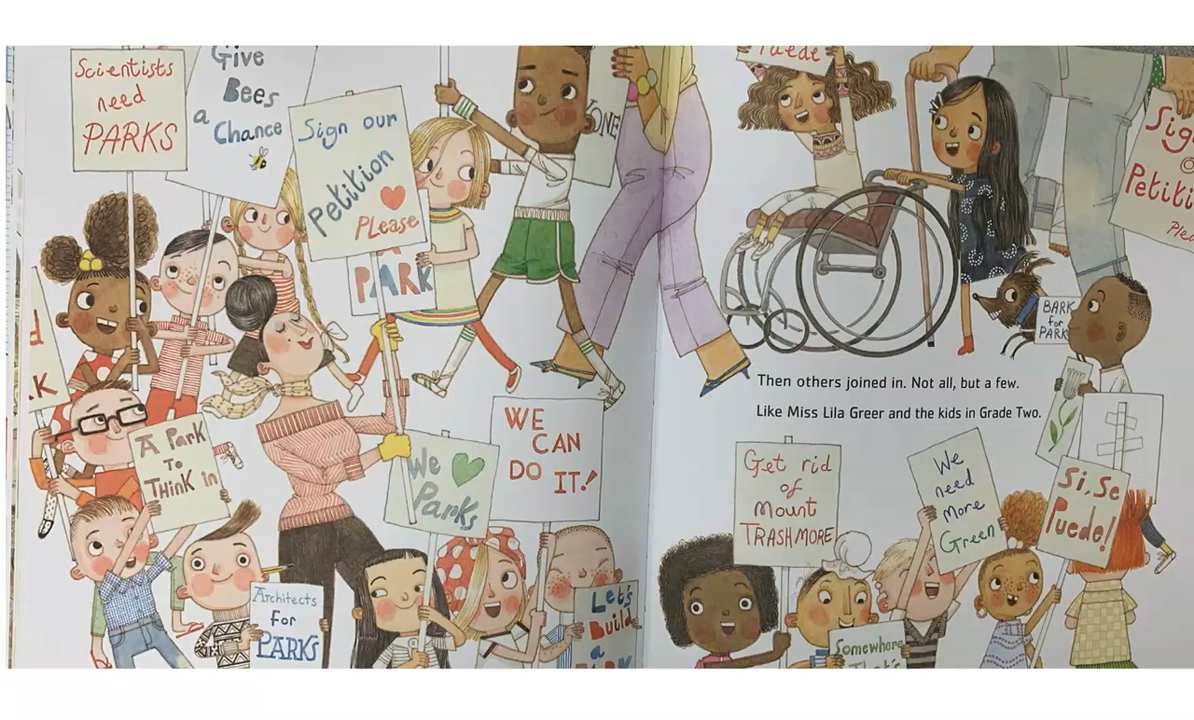 Scientists
need
PARKS
Give
Bees
a
Chance
Sign our
Petition
Please
PARK
A Park
To
Think in
We
Parks
WE
CAN
DO
IT!
Architects
for
PARKS
Let's
Build
a
PARK
Puede
Petiti
BARK
for
PARK
Then others joined in. Not all, but a few.
Like Miss Lila Greer and the kids in Grade Two.
Get rid
of
Mount
TRASHMORE
We
need
More
Green
Si, Se
Puede!
Somewhere
That's